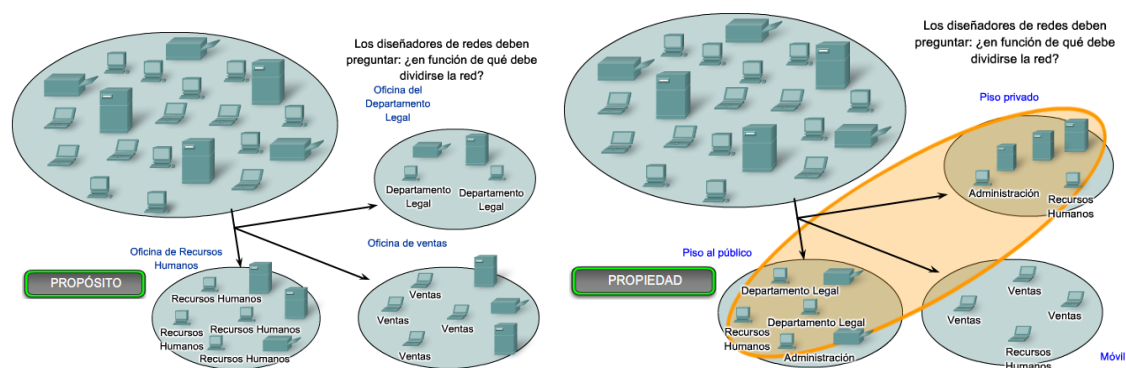 Los diseñadores de redes deben
preguntar: ¿en función de qué debe
dividirse la red?
Oficina del
Departamento
Legal
Departamento
Legal
Departamento
Legal
Oficina de Recursos
Humanos
Oficina de ventas
PROPÓSITO
Recursos Humanos
Recursos
Humanos
Recursos Humanos
Recursos Humanos
Ventas
Ventas
Ventas
Ventas
Los diseñadores de redes deben
preguntar: ¿en función de qué debe
dividirse la red?
Piso privado
Administración
Recursos
Humanos
Piso al público
PROPIEDAD
Departamento Legal
Departamento Legal
Recursos
Humanos
Administración
Ventas
Ventas
Ventas
Recursos
Humanos
Móvil